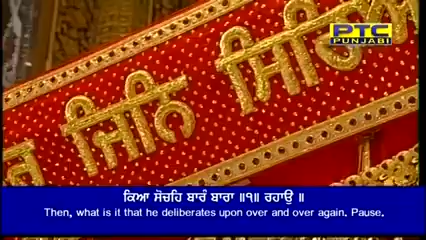 PTC
PUNJABI
ਜਿਨਿ ਸਿਰਿ
ਕਿਆ ਸੋਚਹਿ ਬਾਰੰ ਬਾਰਾ ॥੧॥ ਰਹਾਉ ॥
Then, what is it that he deliberates upon over and over again. Pause.